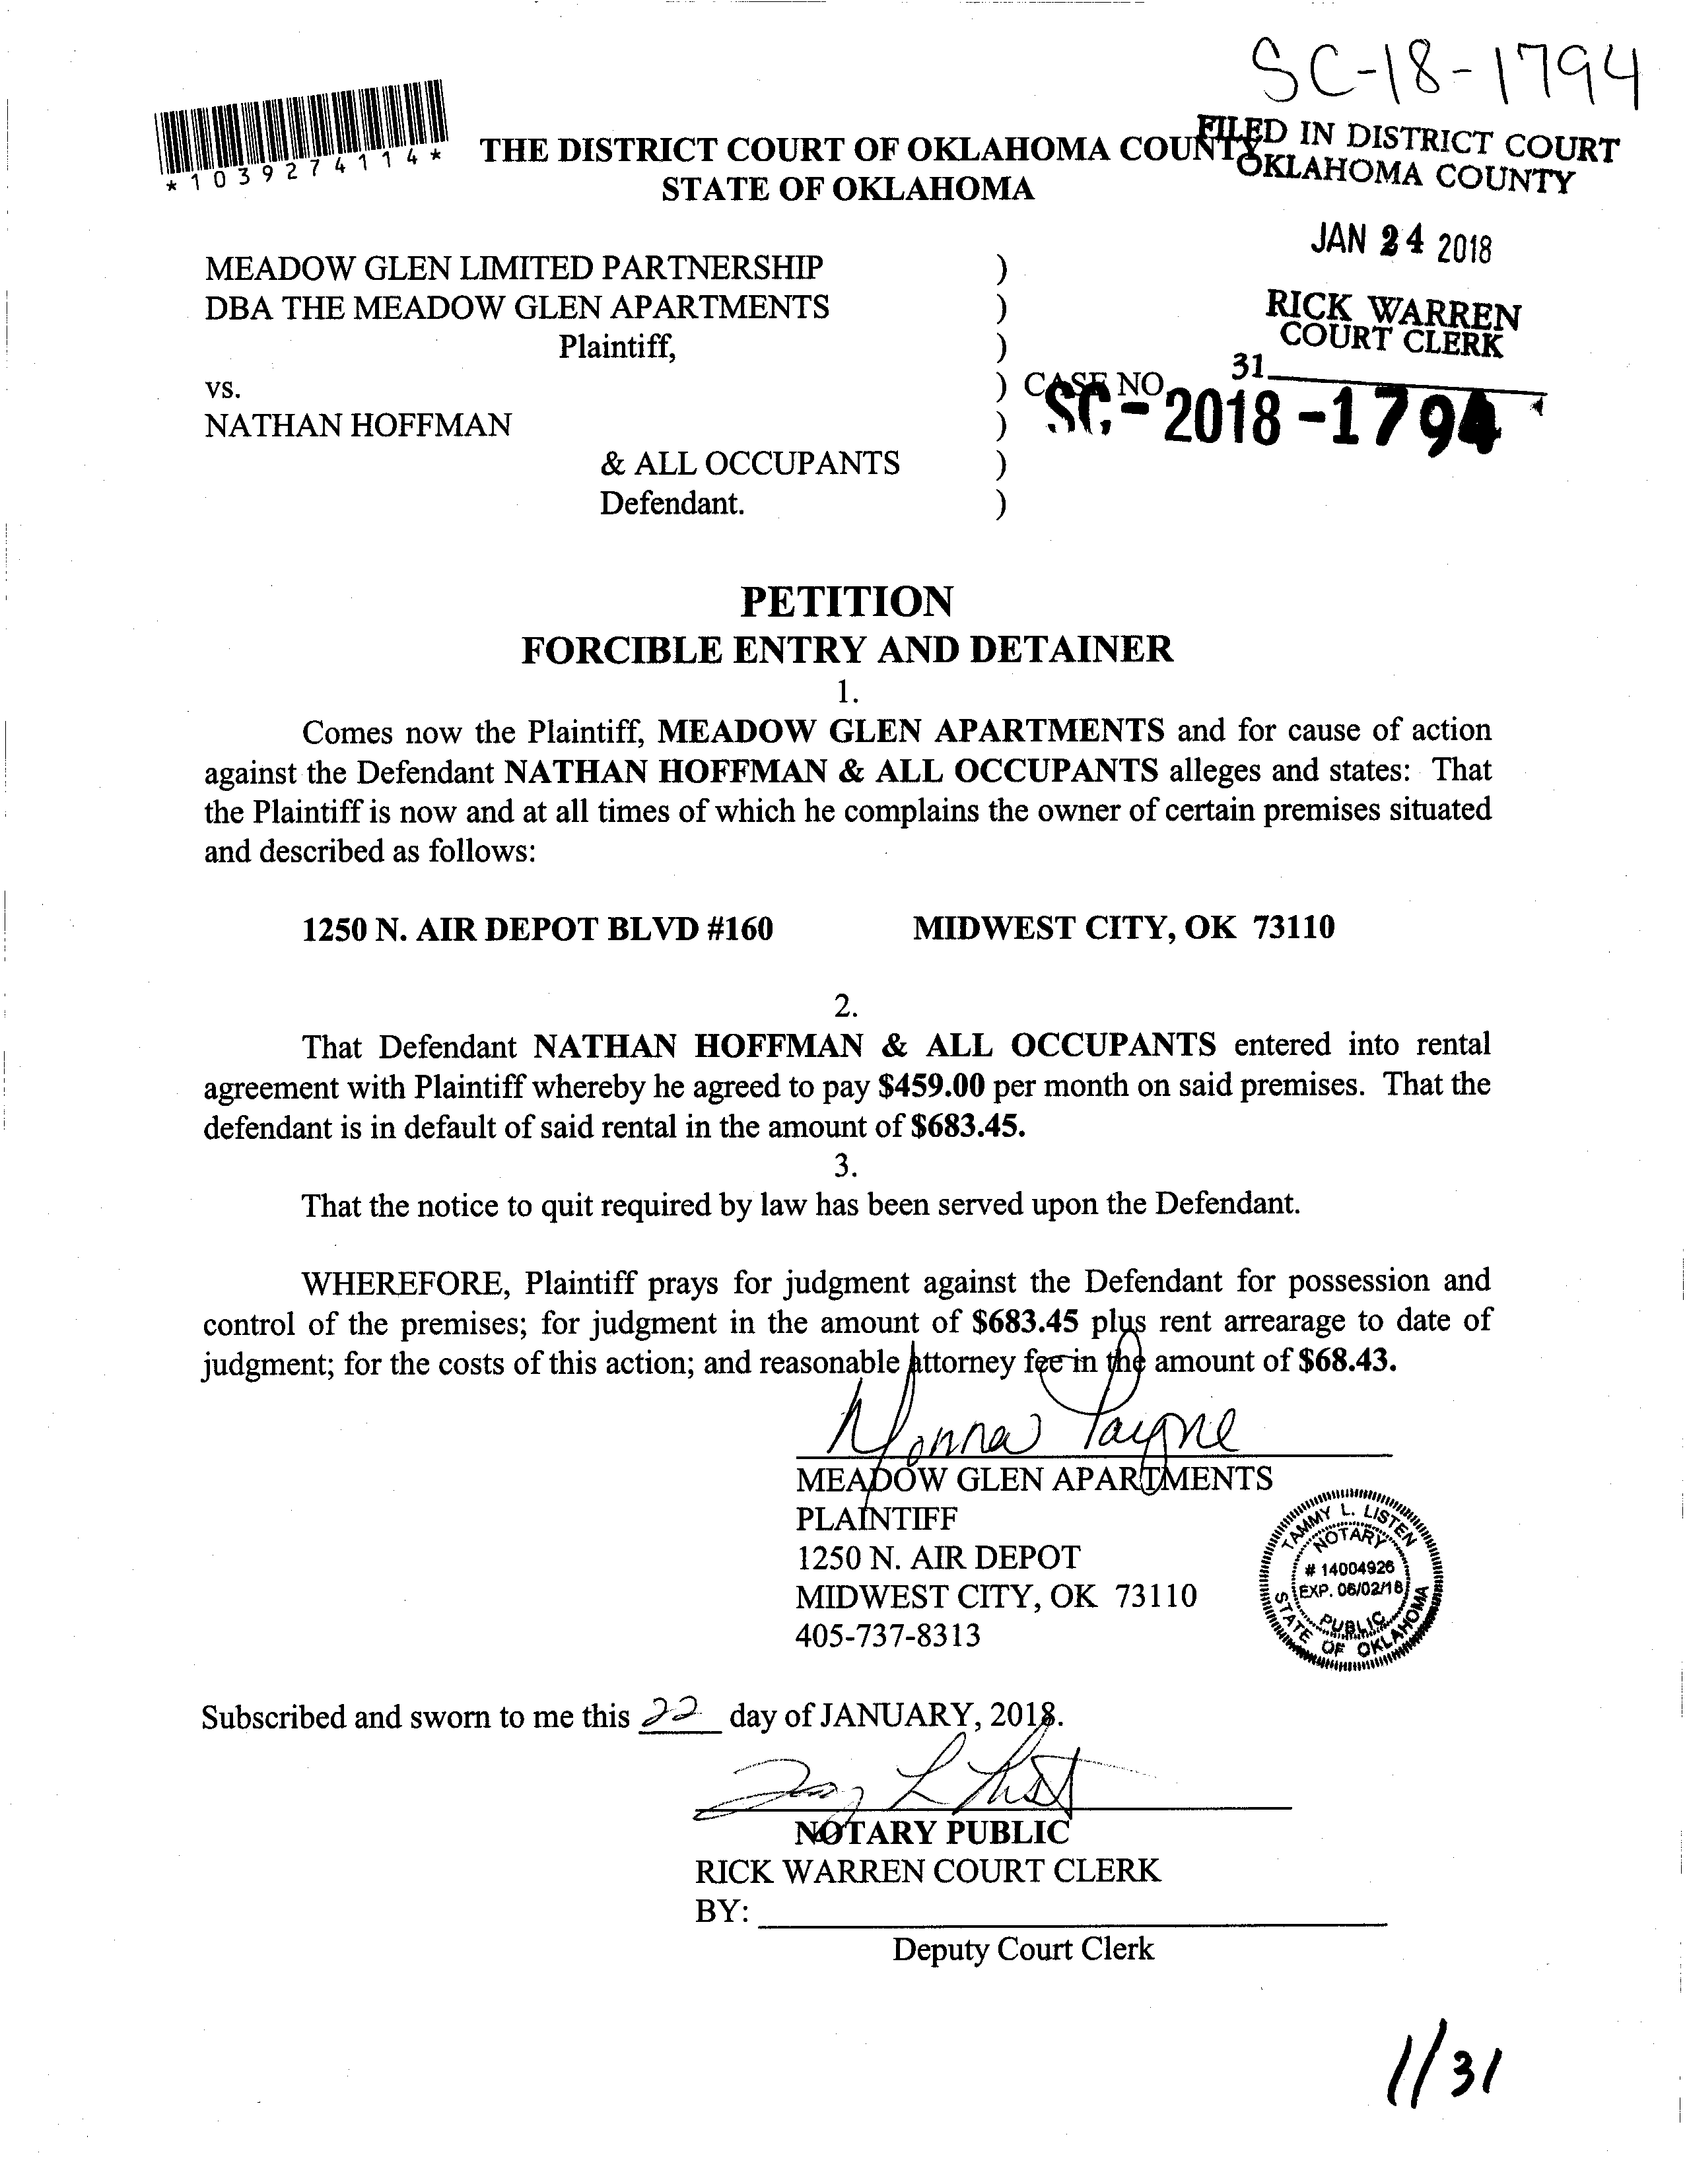 SC-18-1794
*1039274114*
THE DISTRICT COURT OF OKLAHOMA COUNTY
STATE OF OKLAHOMA
FILED IN DISTRICT COURT
OKLAHOMA COUNTY
JAN 24 2018
RICK WARREN
COURT CLERK
31
MEADOW GLEN LIMITED PARTNERSHIP )
DBA THE MEADOW GLEN APARTMENTS )
Plaintiff, )
vs. ) CASE NO
SC-2018-1794
NATHAN HOFFMAN )
& ALL OCCUPANTS )
Defendant. )
PETITION
FORCIBLE ENTRY AND DETAINER
1.
Comes now the Plaintiff, MEADOW GLEN APARTMENTS and for cause of action
against the Defendant NATHAN HOFFMAN & ALL OCCUPANTS alleges and states: That
the Plaintiff is now and at all times of which he complains the owner of certain premises situated
and described as follows:
1250 N. AIR DEPOT BLVD #160 MIDWEST CITY, OK 73110
2.
That Defendant NATHAN HOFFMAN & ALL OCCUPANTS entered into rental
agreement with Plaintiff whereby he agreed to pay $459.00 per month on said premises. That the
defendant is in default of said rental in the amount of $683.45.
3.
That the notice to quit required by law has been served upon the Defendant.
WHEREFORE, Plaintiff prays for judgment against the Defendant for possession and
control of the premises; for judgment in the amount of $683.45 plus rent arrearage to date of
judgment; for the costs of this action; and reasonable attorney fee in the amount of $68.43.
Payne
MEADOW GLEN APARTMENTS
PLAINTIFF
1250 N. AIR DEPOT
MIDWEST CITY, OK 73110
405-737-8313
TAMMY L. LISTEN
NOTARY
# 14004926
EXP. 06/02/18
PUBLIC
STATE OF OKLAHOMA
Subscribed and sworn to me this 22 day of JANUARY, 2018.
NOTARY PUBLIC
RICK WARREN COURT CLERK
BY:
Deputy Court Clerk
1/31